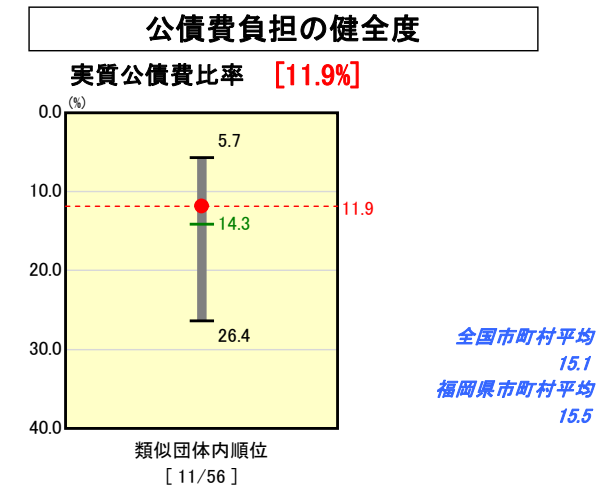 公債費負担の健全度
実質公債費比率 [11.9%]
(%)
0.0
10.0
20.0
30.0
40.0
5.7
11.9
14.3
26.4
類似団体内順位
[ 11/56 ]
全国市町村平均
15.1
福岡県市町村平均
15.5